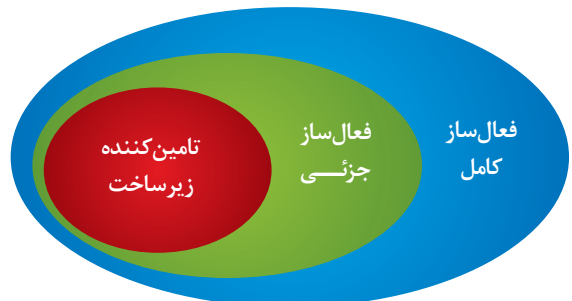 فعال‌ساز
کامل
فعال‌ساز
جزئـــی
تامین‌کننده
زیرساخت